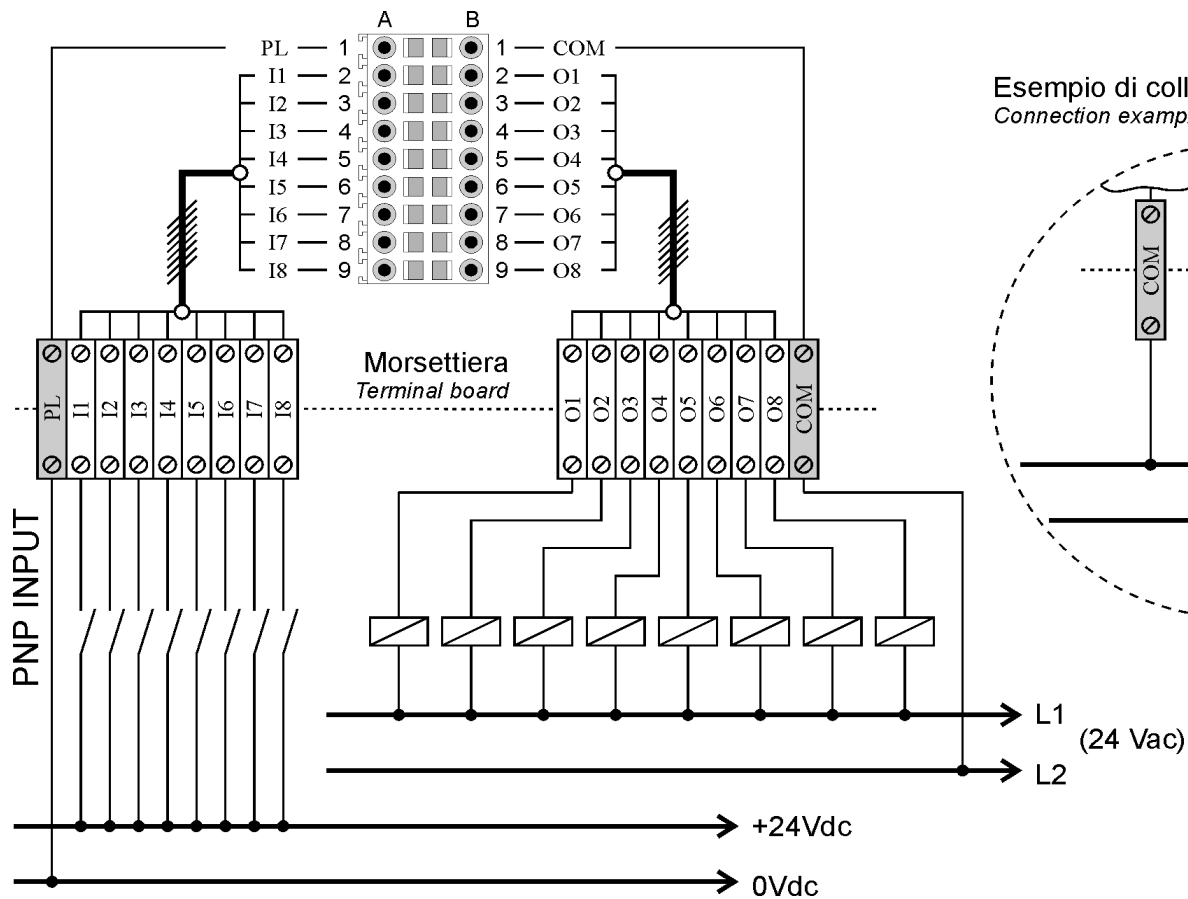 A B
PL 1 1 COM
I1 2 2 O1
I2 3 3 O2
I3 4 4 O3
I4 5 5 O4
I5 6 6 O5
I6 7 7 O6
I7 8 8 O7
I8 9 9 O8
Esempio di coll
Connection examp
COM
Morsettiera
Terminal board
PL I1 I2 I3 I4 I5 I6 I7 I8
O1 O2 O3 O4 O5 O6 O7 O8 COM
PNP INPUT
L1
(24 Vac)
L2
+24Vdc
0Vdc